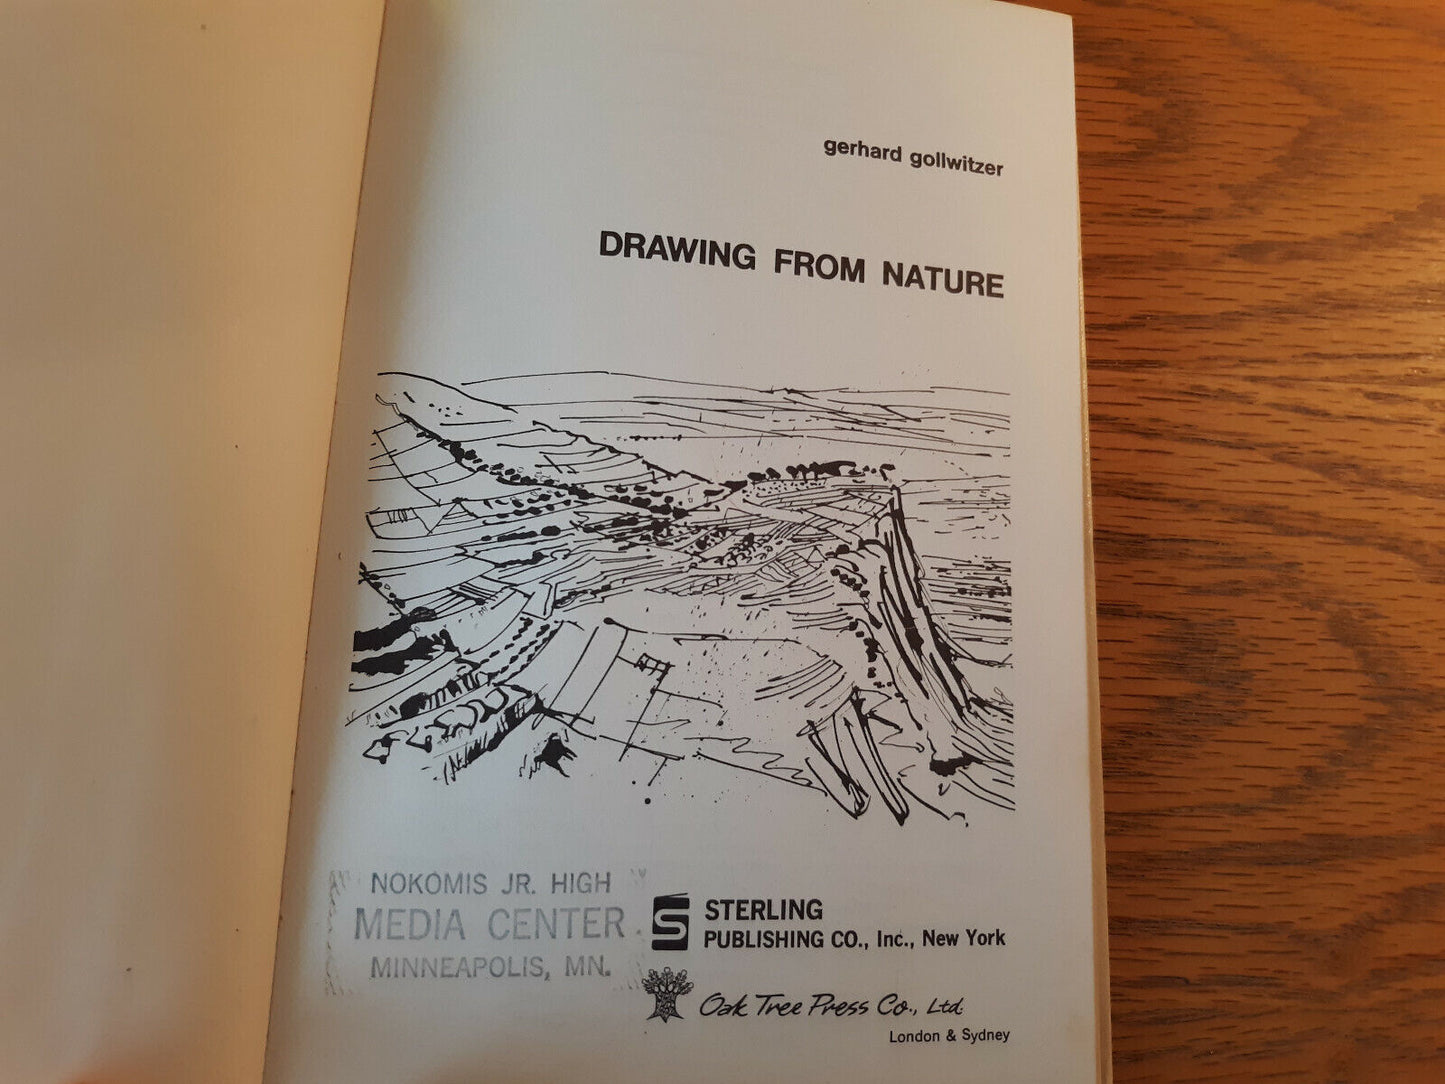 gerhard gollwitzer
DRAWING FROM NATURE
NOKOMIS JR. HIGH
MEDIA CENTER
MINNEAPOLIS, MN.
S STERLING
PUBLISHING CO., Inc., New York
Oak Tree Press Co., Ltd.
London & Sydney